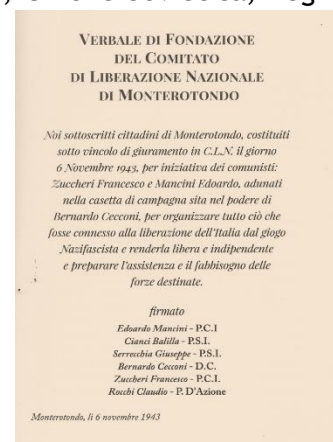 VERBALE DI FONDAZIONE
DEL COMITATO
DI LIBERAZIONE NAZIONALE
DI MONTEROTONDO
Noi sottoscritti cittadini di Monterotondo, costituiti
sotto vincolo di giuramento in C.L.N. il giorno
6 Novembre 1943, per iniziativa dei comunisti:
Zuccheri Francesco e Mancini Edoardo, adunati
nella casetta di campagna sita nel podere di
Bernardo Cecconi, per organizzare tutto ciò che
fosse connesso alla liberazione dell'Italia dal giogo
Nazifascista e renderla libera e indipendente
e preparare l'assistenza e il fabbisogno delle
forze destinate.
firmato
Edoardo Mancini - P.C.I
Cianci Balilla - P.S.I.
Serrecchia Giuseppe - P.S.I.
Bernardo Cecconi - D.C.
Zuccheri Francesco - P.C.I.
Rocchi Claudio - P. D'Azione
Monterotondo, li 6 novembre 1943